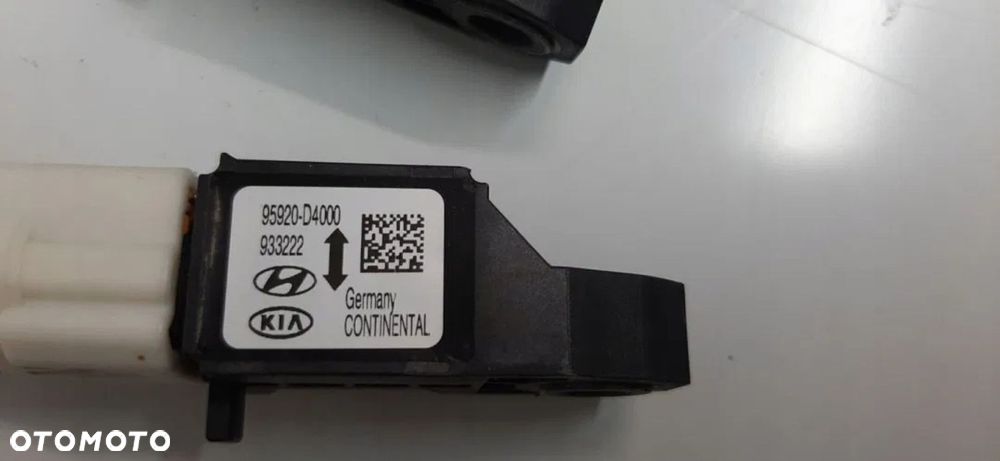 95920-D4000
933222
KIA
Germany
CONTINENTAL
OTOMOTO